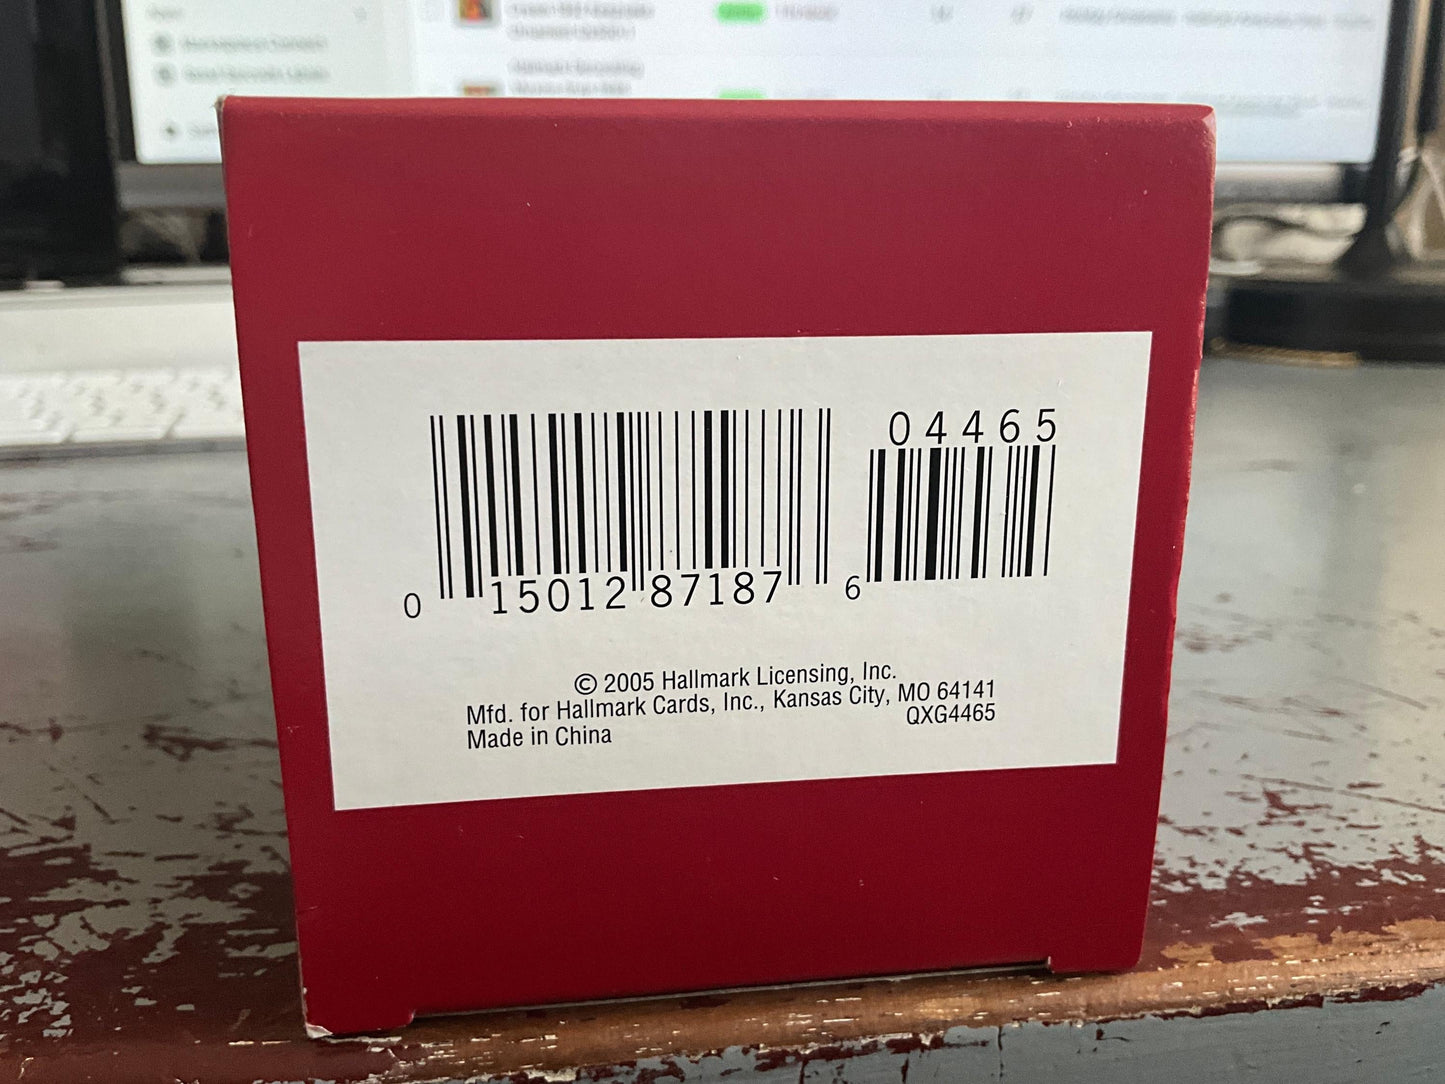 04465
0 15012 87187 6
© 2005 Hallmark Licensing, Inc.
Mfd. for Hallmark Cards, Inc., Kansas City, MO 64141
QXG4465
Made in China